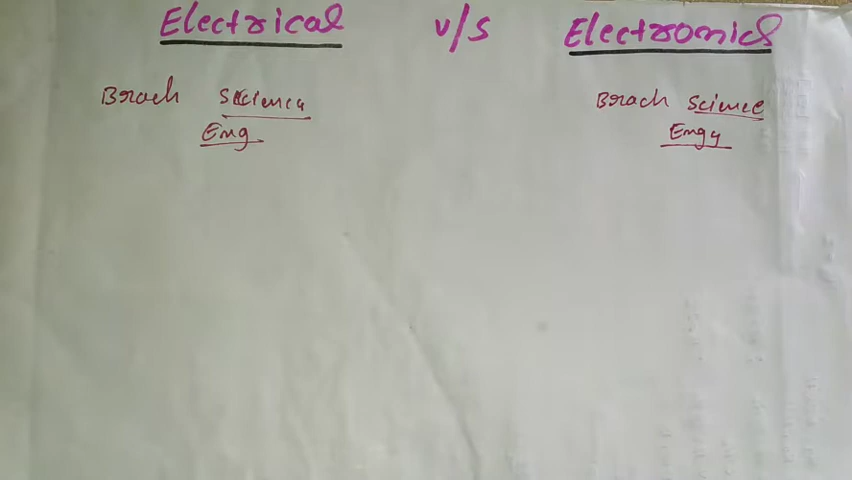 Electrical v/s Electronics
Brach Science Brach Science
Eng Engg